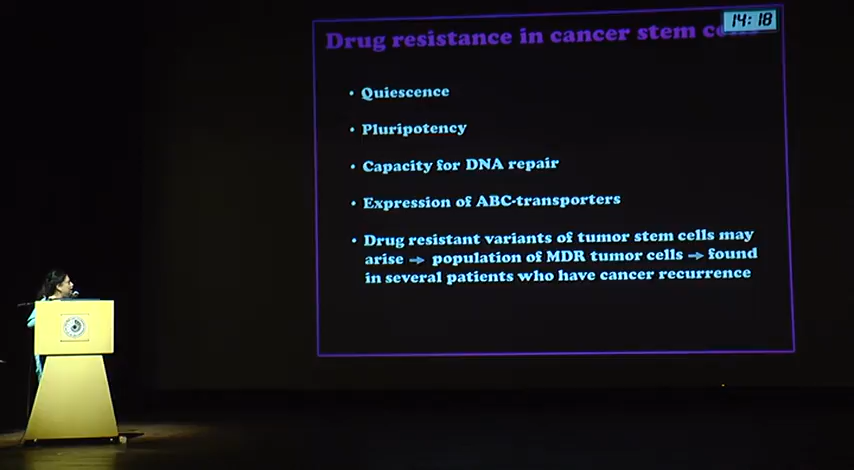 14:18
Drug resistance in cancer stem
• Quiescence
• Pluripotency
• Capacity for DNA repair
• Expression of ABC-transporters
• Drug resistant variants of tumor stem cells may
arise → population of MDR tumor cells → found
in several patients who have cancer recurrence